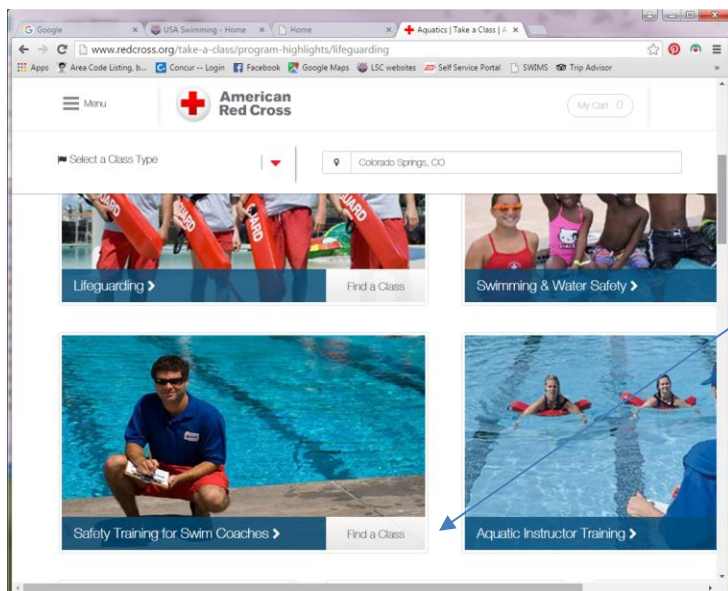 Google
USA Swimming - Home
Home
Aquatics | Take a Class | A
www.redcross.org/take-a-class/program-highlights/lifeguarding
Apps Area Code Listing, b... Concur -- Login Facebook Google Maps LSC websites Self Service Portal SWIMS Trip Advisor »
Menu
American
Red Cross
My Cart 0
Select a Class Type
Colorado Springs, CO
GUARD
GUARD
Lifeguarding >
Find a Class
Swimming & Water Safety >
Safety Training for Swim Coaches >
Find a Class
Aquatic Instructor Training >